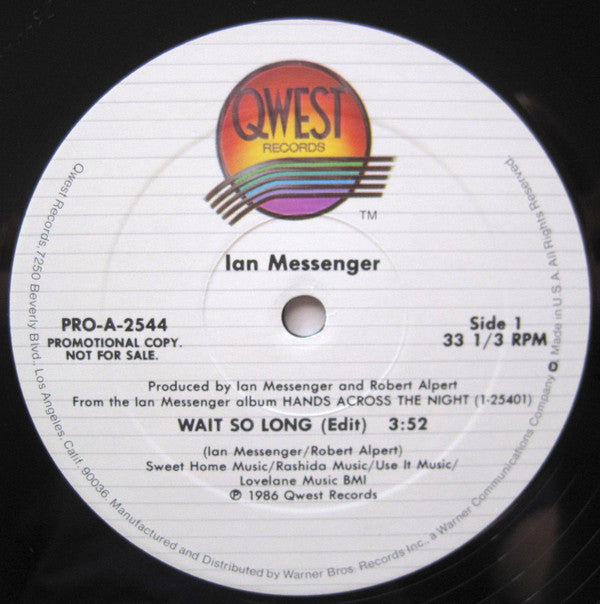 QWEST
RECORDS
TM
Ian Messenger
PRO-A-2544
PROMOTIONAL COPY.
NOT FOR SALE.
Side 1
33 1/3 RPM
0
Produced by Ian Messenger and Robert Alpert
From the Ian Messenger album HANDS ACROSS THE NIGHT (1-25401)
WAIT SO LONG (Edit) 3:52
(Ian Messenger/Robert Alpert)
Sweet Home Music/Rashida Music/Use It Music/
Lovelane Music BMI
℗ 1986 Qwest Records
Qwest Records, 7250 Beverly Blvd., Los Angeles, Calif. 90036. Manufactured and Distributed by Warner Bros. Records Inc., a Warner Communications Company. Made in U.S.A. All Rights Reserved.